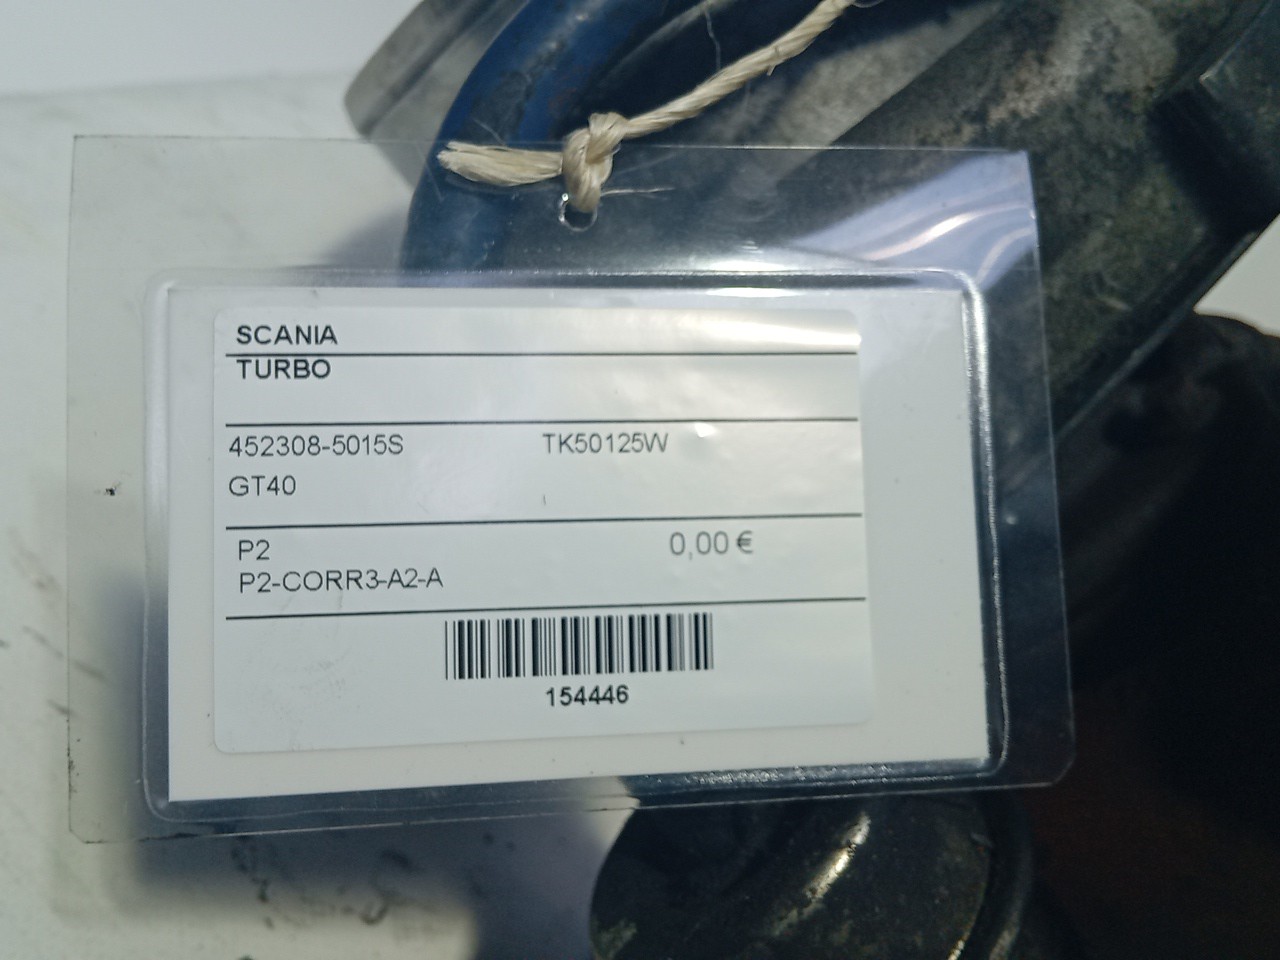 SCANIA
TURBO
452308-5015S TK50125W
GT40
P2 0,00 €
P2-CORR3-A2-A
154446